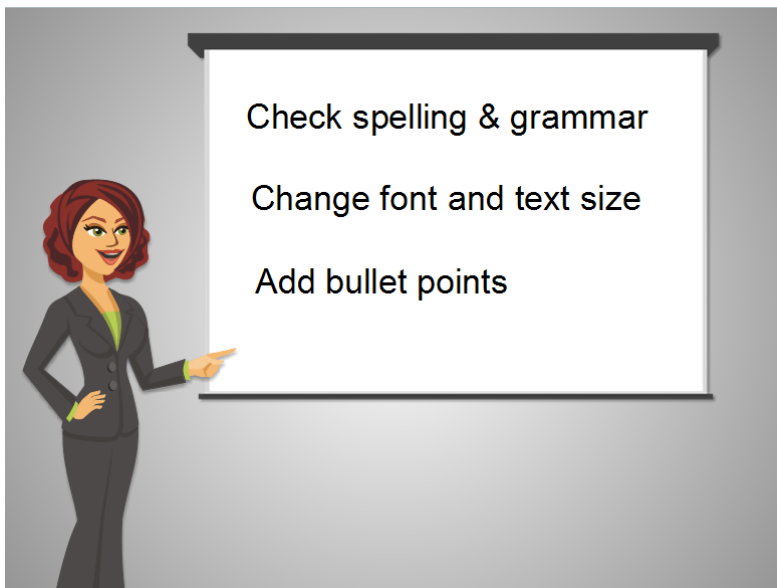 Check spelling & grammar
Change font and text size
Add bullet points